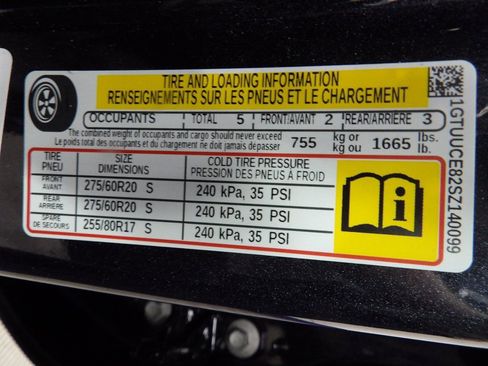 TIRE AND LOADING INFORMATION
RENSEIGNEMENTS SUR LES PNEUS ET LE CHARGEMENT
OCCUPANTS TOTAL 5 FRONT/AVANT 2 REAR/ARRIÈRE 3
The combined weight of occupants and cargo should never exceed 755 kg or 1665 lbs.
Le poids total des occupants et du chargement ne doit jamais dépasser kg ou lb.
TIRE SIZE COLD TIRE PRESSURE
PNEU DIMENSIONS PRESSION DES PNEUS À FROID
FRONT
AVANT 275/60R20 S 240 kPa, 35 PSI
REAR
ARRIÈRE 275/60R20 S 240 kPa, 35 PSI
SPARE
DE SECOURS 255/80R17 S 240 kPa, 35 PSI
i
1GTUUCE82SZ140099